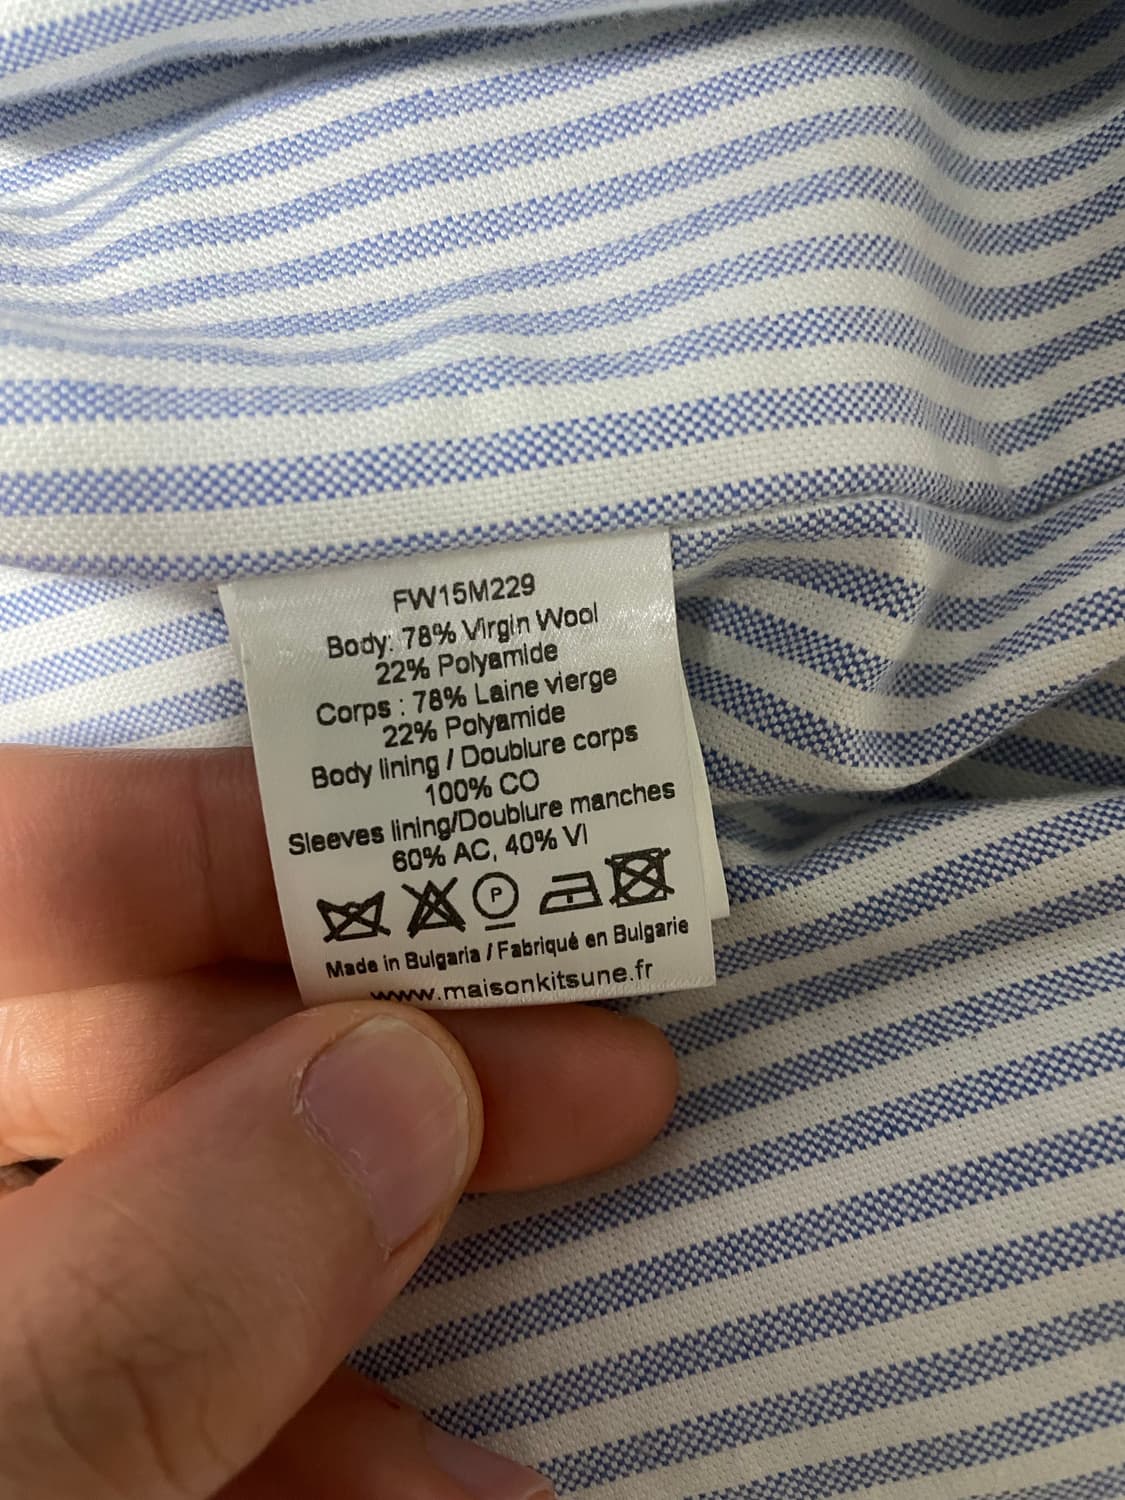 FW15M229
Body: 78% Virgin Wool
22% Polyamide
Corps : 78% Laine vierge
22% Polyamide
Body lining / Doublure corps
100% CO
Sleeves lining/Doublure manches
60% AC, 40% VI
P
Made in Bulgaria / Fabriqué en Bulgarie
www.maisonkitsune.fr